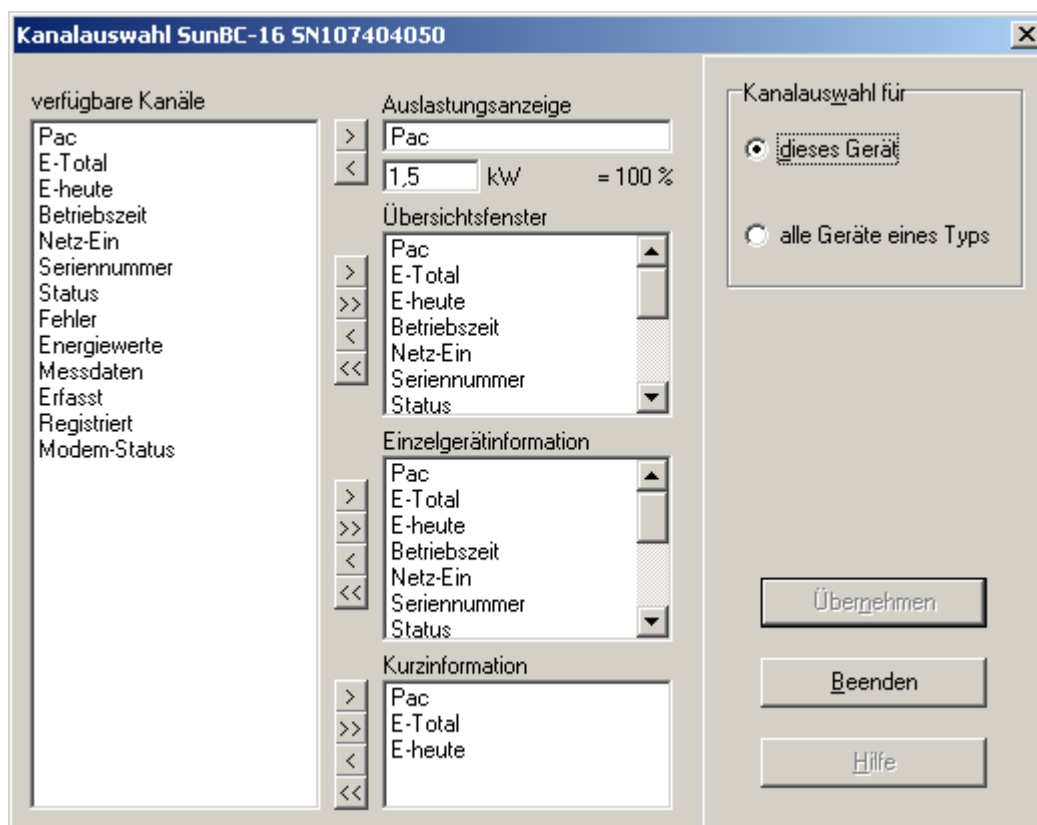 Kanalauswahl SunBC-16 SN107404050
verfügbare Kanäle
Pac
E-Total
E-heute
Betriebszeit
Netz-Ein
Seriennummer
Status
Fehler
Energiewerte
Messdaten
Erfasst
Registriert
Modem-Status
>
<
>
>>
<
<<
>
>>
<
<<
>
>>
<
<<
Auslastungsanzeige
Pac
1,5 kW = 100 %
Übersichtsfenster
Pac
E-Total
E-heute
Betriebszeit
Netz-Ein
Seriennummer
Status
Einzelgerätinformation
Pac
E-Total
E-heute
Betriebszeit
Netz-Ein
Seriennummer
Status
Kurzinformation
Pac
E-Total
E-heute
Kanalauswahl für
dieses Gerät
alle Geräte eines Typs
Übernehmen
Beenden
Hilfe